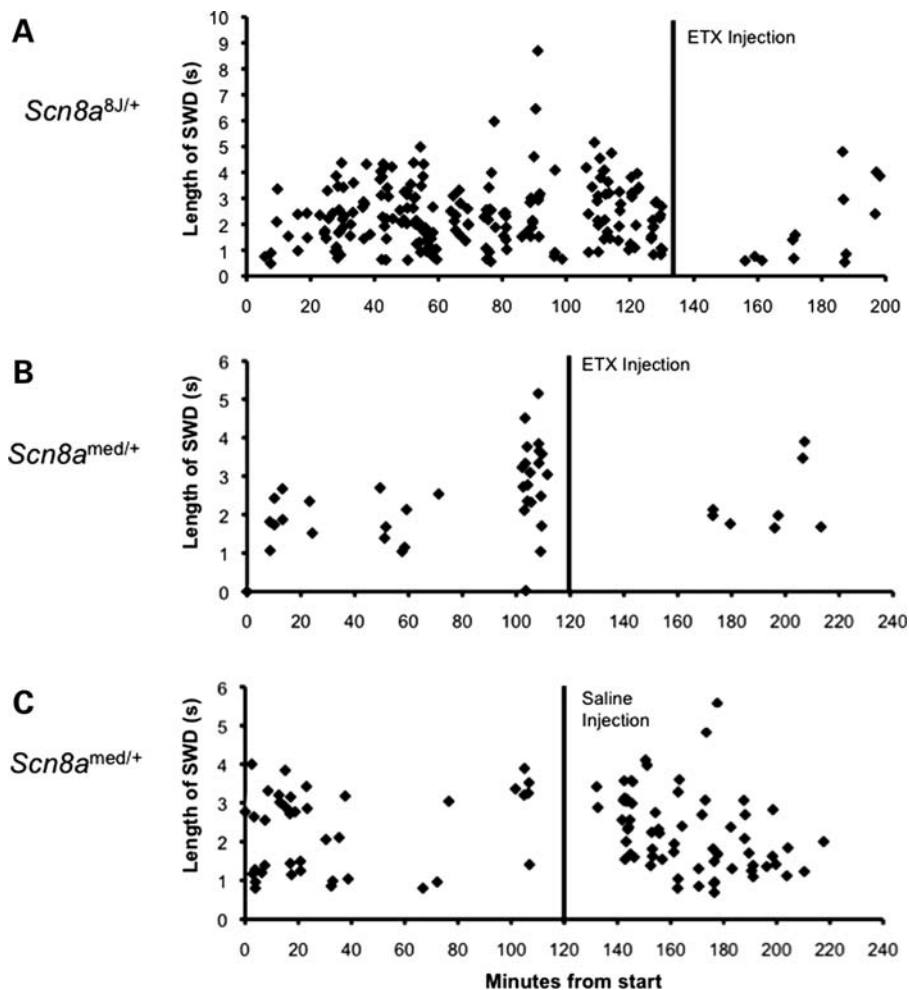 A
Scn8a8J/+
Length of SWD (s)
10
9
8
7
6
5
4
3
2
1
0
ETX Injection
0 20 40 60 80 100 120 140 160 180 200
B
Scn8amed/+
Length of SWD (s)
6
5
4
3
2
1
0
ETX Injection
0 20 40 60 80 100 120 140 160 180 200 220 240
C
Scn8amed/+
Length of SWD (s)
6
5
4
3
2
1
0
Saline
Injection
0 20 40 60 80 100 120 140 160 180 200 220 240
Minutes from start